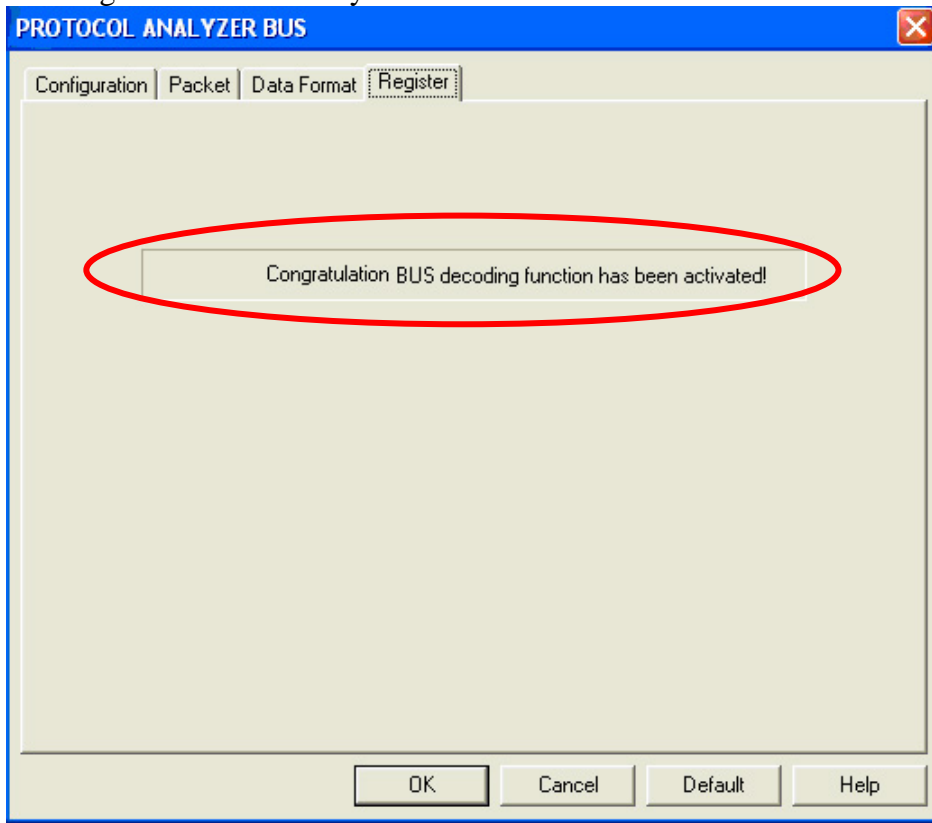 PROTOCOL ANALYZER BUS
Configuration Packet Data Format Register
Congratulation BUS decoding function has been activated!
OK Cancel Default Help